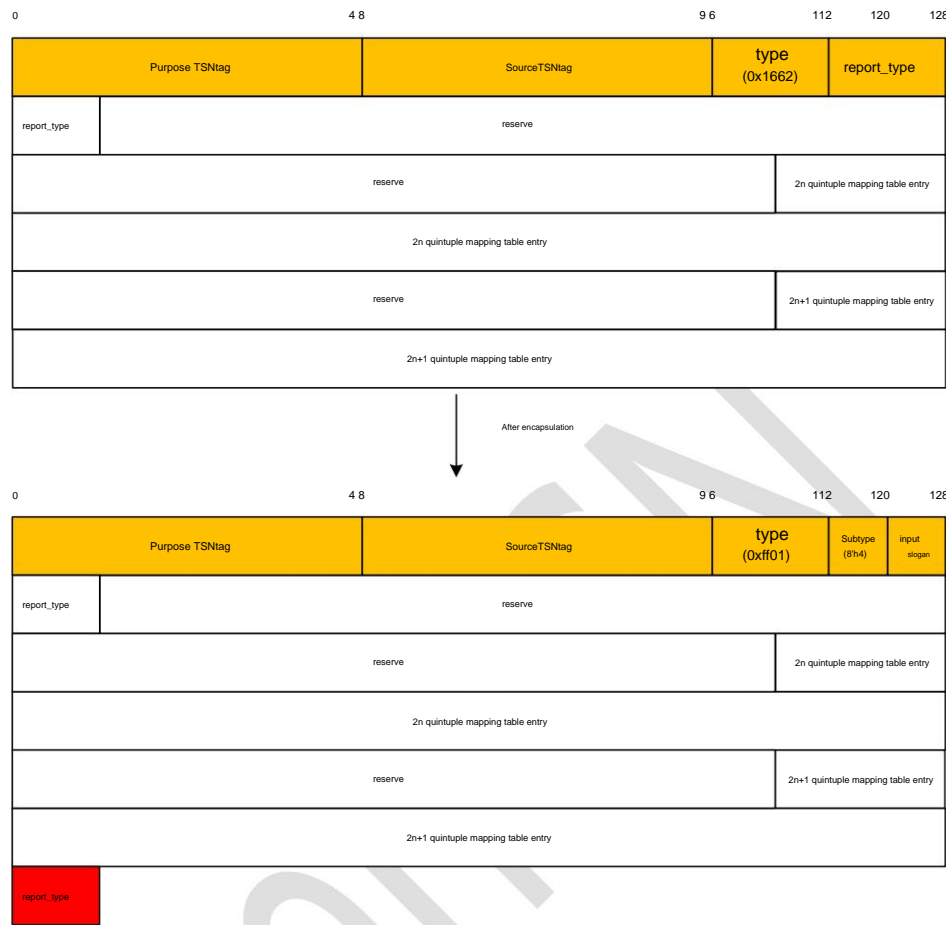 0 4 8 9 6 112 120 128
Purpose TSNtag SourceTSNtag type report_type
(0x1662)
report_type reserve
reserve 2n quintuple mapping table entry
2n quintuple mapping table entry
reserve 2n+1 quintuple mapping table entry
2n+1 quintuple mapping table entry
After encapsulation
0 4 8 9 6 112 120 128
Purpose TSNtag SourceTSNtag type Subtype input
(0xff01) (8'h4) slogan
report_type reserve
reserve 2n quintuple mapping table entry
2n quintuple mapping table entry
reserve 2n+1 quintuple mapping table entry
2n+1 quintuple mapping table entry
report_type